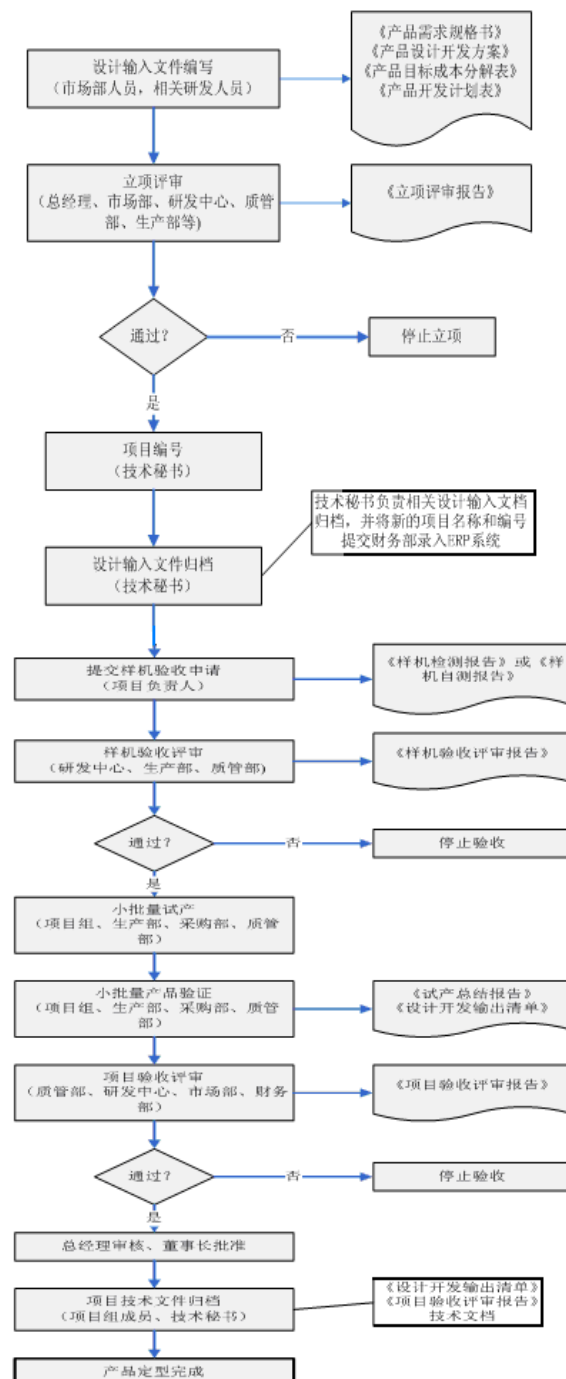 设计输入文件编写
（市场部人员，相关研发人员）
《产品需求规格书》
《产品设计开发方案》
《产品目标成本分解表》
《产品开发计划表》
立项评审
（总经理、市场部、研发中心、质管
部、生产部等)
《立项评审报告》
通过？
否
停止立项
是
项目编号
（技术秘书）
技术秘书负责相关设计输入文档
归档，并将新的项目名称和编号
提交财务部录入ERP系统
设计输入文件归档
（技术秘书）
提交样机验收申请
（项目负责人）
《样机检测报告》或《样
机自测报告》
样机验收评审
（研发中心、生产部、质管部)
《样机验收评审报告》
通过？
否
停止验收
是
小批量试产
（项目组、生产部、采购部、质管
部）
小批量产品验证
（项目组、生产部、采购部、质管
部）
《试产总结报告》
《设计开发输出清单》
项目验收评审
（质管部、研发中心、市场部、财务
部）
《项目验收评审报告》
通过？
否
停止验收
是
总经理审核、董事长批准
项目技术文件归档
（项目组成员、技术秘书）
《设计开发输出清单》
《项目验收评审报告》
技术文档
产品定型完成